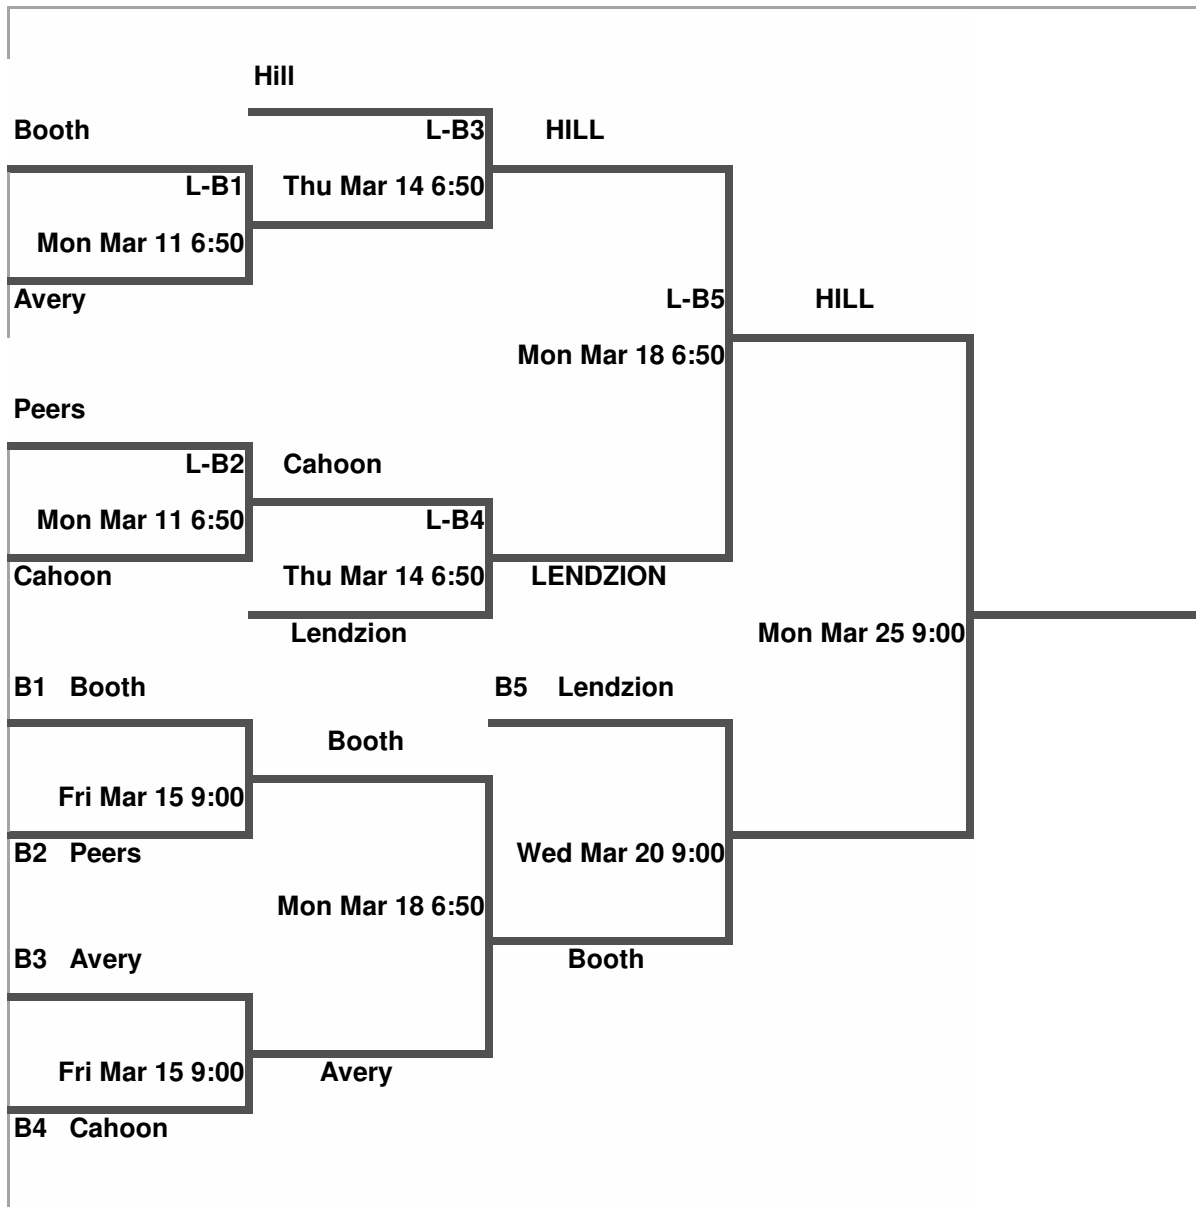 Hill
Booth
L-B3
HILL
L-B1
Thu Mar 14 6:50
Mon Mar 11 6:50
Avery
L-B5
HILL
Mon Mar 18 6:50
Peers
L-B2
Cahoon
Mon Mar 11 6:50
L-B4
Cahoon
Thu Mar 14 6:50
LENDZION
Lendzion
Mon Mar 25 9:00
B1 Booth
B5 Lendzion
Booth
Fri Mar 15 9:00
B2 Peers
Wed Mar 20 9:00
Mon Mar 18 6:50
B3 Avery
Booth
Fri Mar 15 9:00
Avery
B4 Cahoon